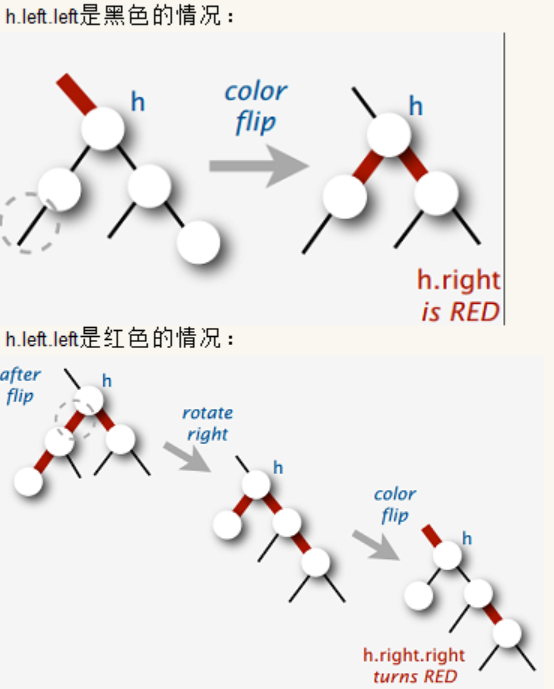 h.left.left是黑色的情况：
h
color
flip
h
h.right
is RED
h.left.left是红色的情况：
after
flip
h
rotate
right
h
color
flip
h
h.right.right
turns RED